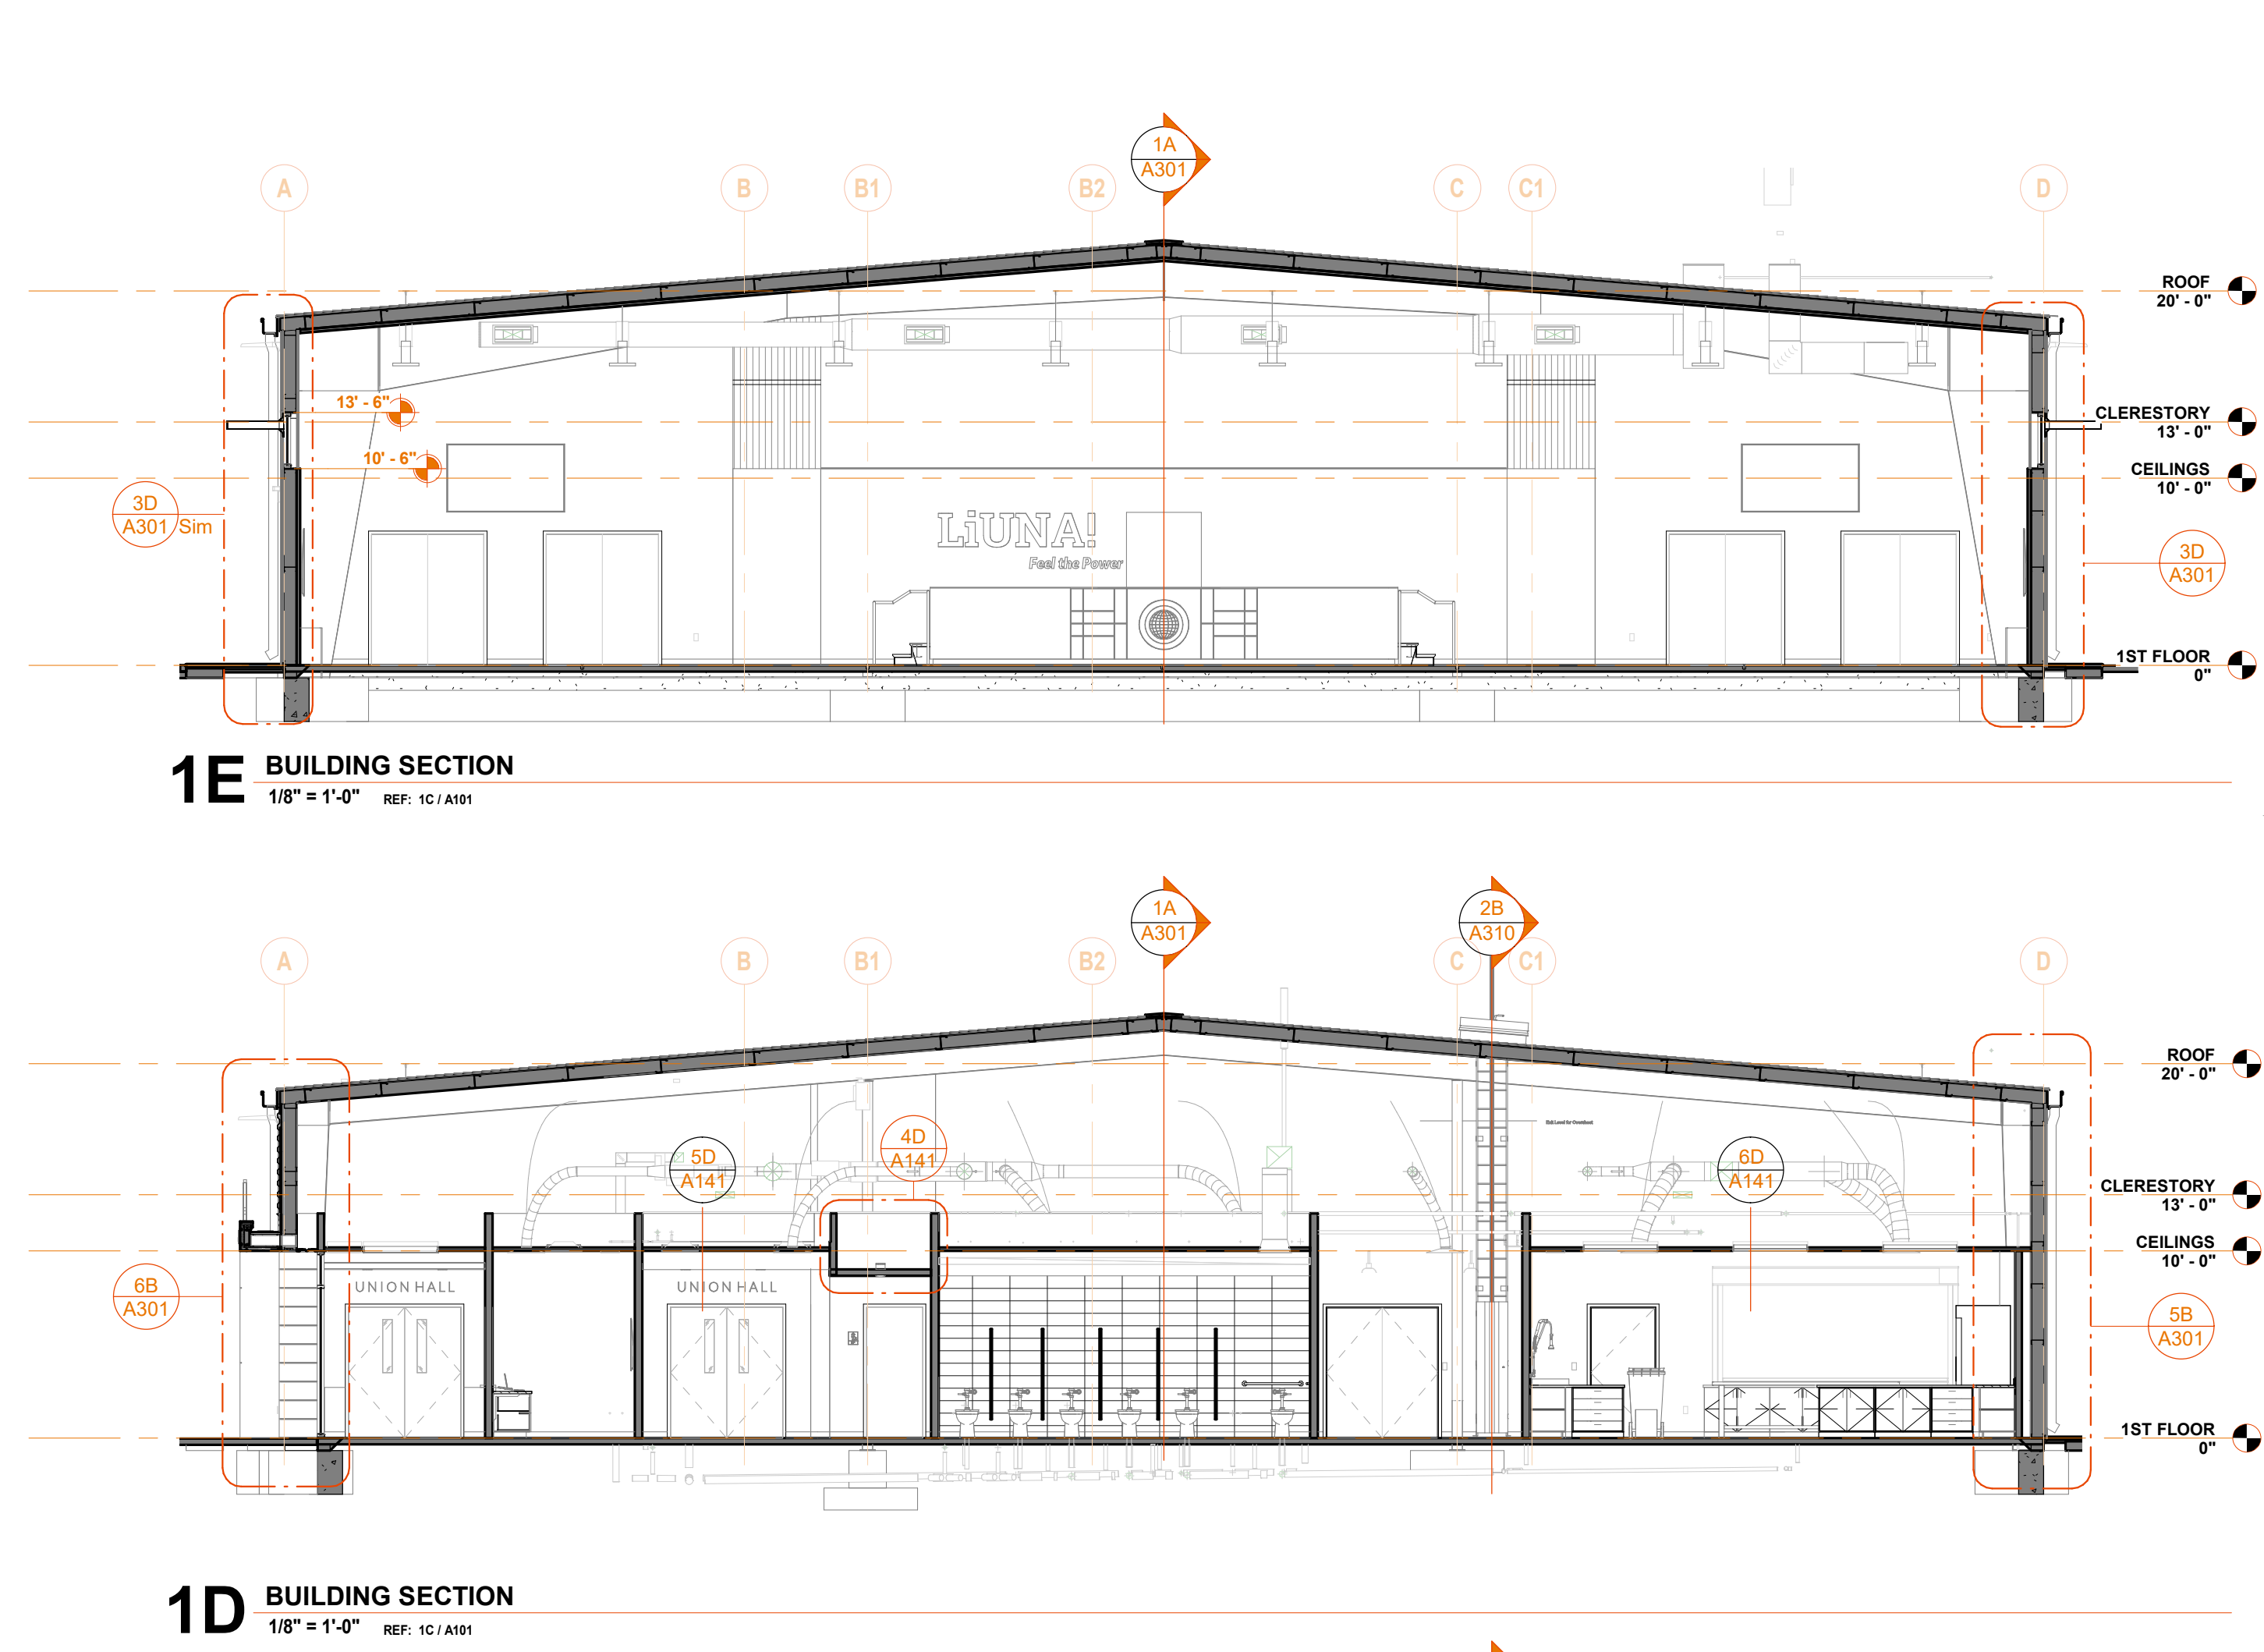 1A
A301
A B B1 B2 C C1 D
ROOF
20' - 0"
13' - 6"
CLERESTORY
13' - 0"
10' - 6"
CEILINGS
10' - 0"
3D
A301 Sim
LiUNA!
Feel the Power
3D
A301
1ST FLOOR
0"
1E BUILDING SECTION
1/8" = 1'-0" REF: 1C / A101
1A
A301
2B
A310
A B B1 B2 C C1 D
ROOF
20' - 0"
4D
A141
5D
A141
6D
A141
CLERESTORY
13' - 0"
CEILINGS
10' - 0"
6B
A301
UNION HALL
UNION HALL
5B
A301
1ST FLOOR
0"
1D BUILDING SECTION
1/8" = 1'-0" REF: 1C / A101